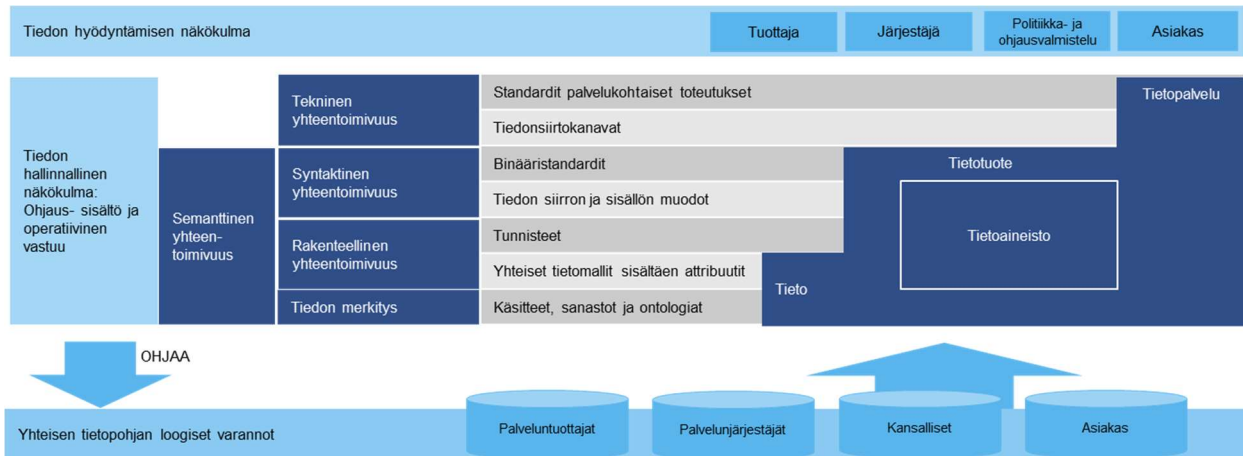 Tiedon hyödyntämisen näkökulma
Tuottaja
Järjestäjä
Politiikka- ja
ohjausvalmistelu
Asiakas
Tiedon
hallinnallinen
näkökulma:
Ohjaus- sisältö ja
operatiivinen
vastuu
Semanttinen
yhteen-
toimivuus
Tekninen
yhteentoimivuus
Syntaktinen
yhteentoimivuus
Rakenteellinen
yhteentoimivuus
Tiedon merkitys
Standardit palvelukohtaiset toteutukset
Tiedonsiirtokanavat
Binääristandardit
Tiedon siirron ja sisällön muodot
Tunnisteet
Yhteiset tietomallit sisältäen attribuutit
Käsitteet, sanastot ja ontologiat
Tieto
Tietotuote
Tietoaineisto
Tietopalvelu
OHJAA
Yhteisen tietopohjan loogiset varannot
Palveluntuottajat
Palvelunjärjestäjät
Kansalliset
Asiakas